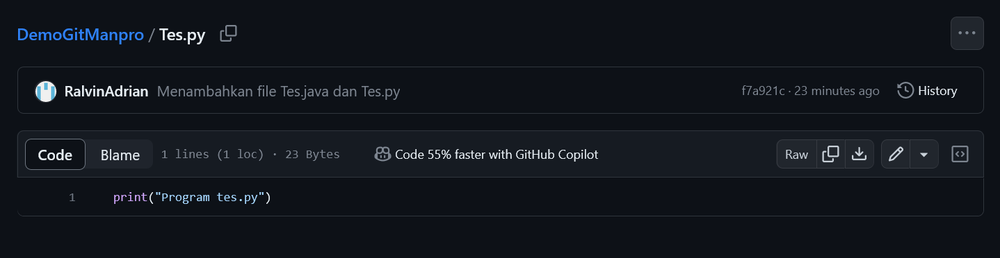 DemoGitManpro / Tes.py
RalvinAdrian Menambahkan file Tes.java dan Tes.py f7a921c · 23 minutes ago History
Code Blame 1 lines (1 loc) · 23 Bytes Code 55% faster with GitHub Copilot Raw
1 print("Program tes.py")